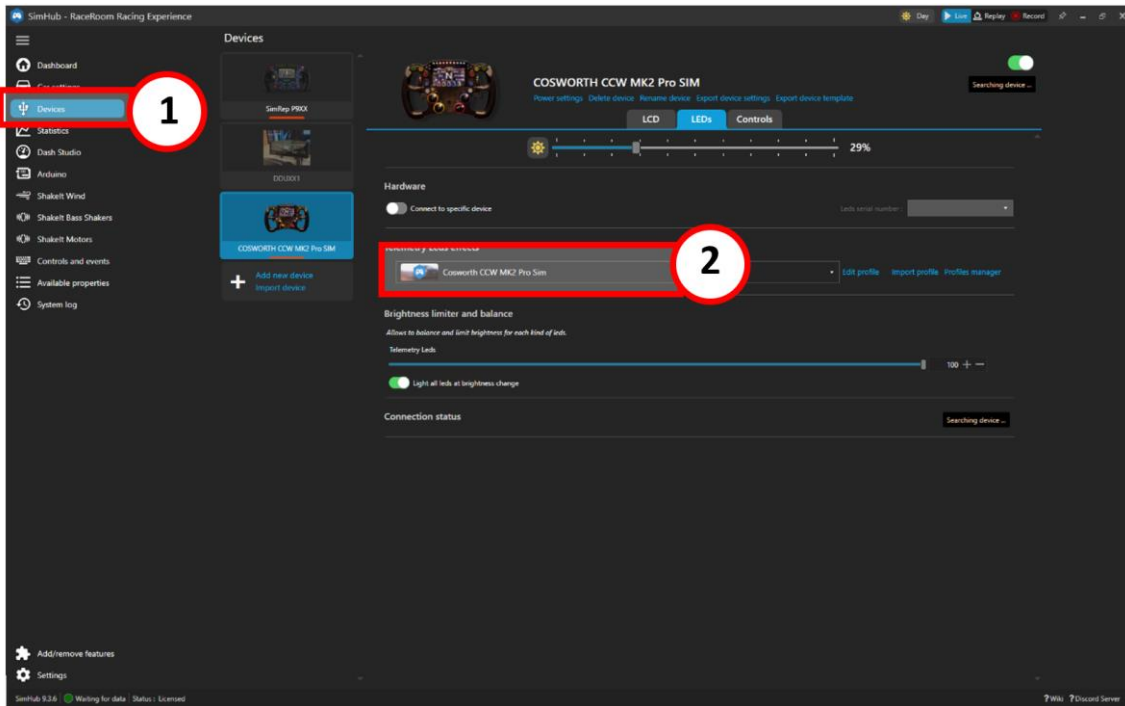 SimHub - RaceRoom Racing Experience
Day
Live
Replay
Record
Dashboard
Car settings
Devices
Statistics
Dash Studio
Arduino
ShakeIt Wind
ShakeIt Bass Shakers
ShakeIt Motors
Controls and events
Available properties
System log
Add/remove features
Settings
1
Devices
SimRep P9XX
COSWORTH CCW MK2 Pro SIM
Add new device
Import device
COSWORTH CCW MK2 Pro SIM
Power settings Delete device Rename device Export device settings Export device template
Searching device ...
LCD
LEDs
Controls
29%
Hardware
Connect to specific device
Leds serial number :
Telemetry Leds Effects
2
Cosworth CCW MK2 Pro Sim
Edit profile Import profile Profiles manager
Brightness limiter and balance
Allows to balance and limit brightness for each kind of leds.
Telemetry Leds
100 + −
Light all leds at brightness change
Connection status
Searching device ...
SimHub 9.3.6 Waiting for data Status : Licensed
? Wiki ? Discord Server